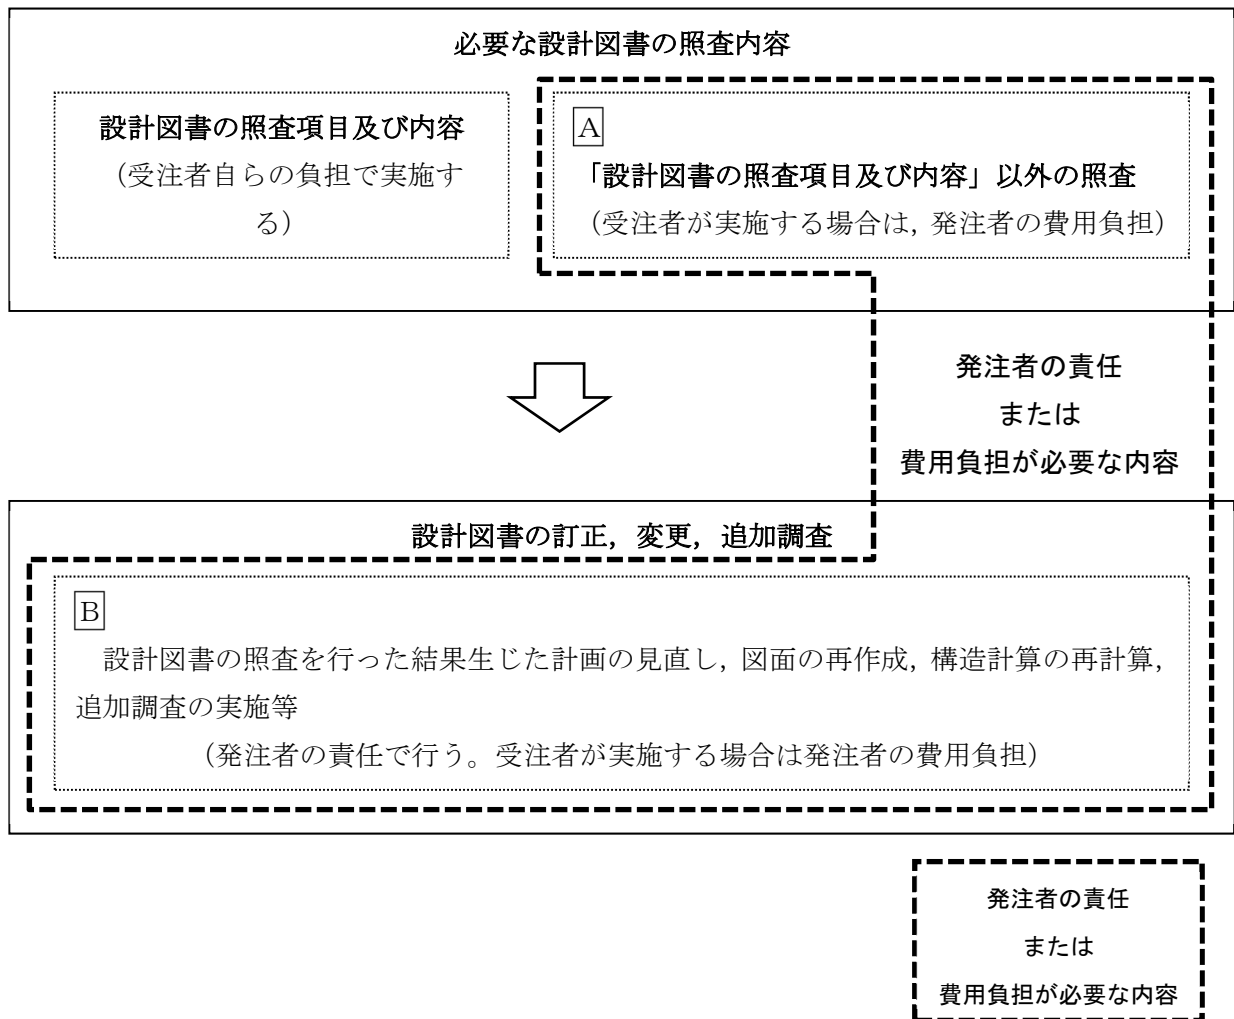 必要な設計図書の照査内容
設計図書の照査項目及び内容
（受注者自らの負担で実施す
る）
A
「設計図書の照査項目及び内容」以外の照査
（受注者が実施する場合は，発注者の費用負担）
発注者の責任
または
費用負担が必要な内容
設計図書の訂正，変更，追加調査
B
設計図書の照査を行った結果生じた計画の見直し，図面の再作成，構造計算の再計算，
追加調査の実施等
（発注者の責任で行う。受注者が実施する場合は発注者の費用負担）
発注者の責任
または
費用負担が必要な内容